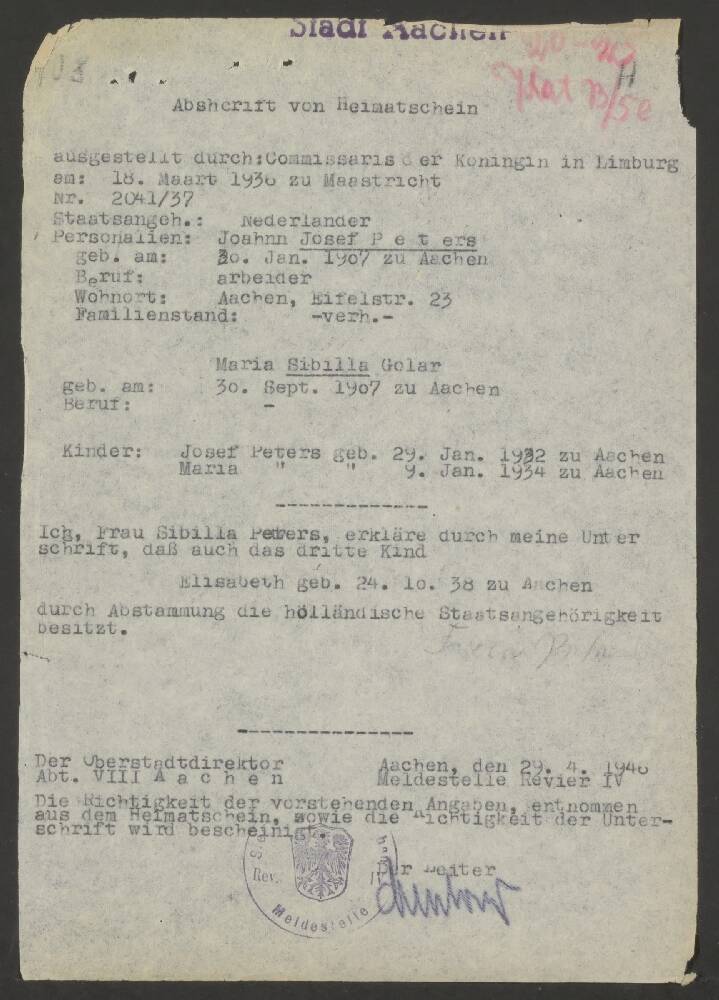 Stadt Aachen
Absherift von Heimatschein
ausgestellt durch:Commissaris der Koningin in Limburg
am: 18. Maart 1936 zu Maastricht
Nr. 2041/37
Staatsangeh.: Nederlander
Personalien: Joahnn Josef P e t ers
geb. am: 30. Jan. 1907 zu Aachen
Beruf: arbeider
Wohnort: Aachen, Eifelstr. 23
Familienstand: -verh.-
Maria Sibilla Golar
geb. am: 30. Sept. 1907 zu Aachen
Beruf: -
Kinder: Josef Peters geb. 29. Jan. 1932 zu Aachen
Maria " " 9. Jan. 1934 zu Aachen
Ich, Frau Sibilla Peters, erkläre durch meine Unter
schrift, daß auch das dritte Kind
Elisabeth geb. 24. 10. 38 zu Aachen
durch Abstammung die holländische Staatsangehörigkeit
besitzt.
Der Oberstadtdirektor
Abt. VIII A a c h e n
Aachen, den 29. 4. 1946
Meldestelle Revier IV
Die Richtigkeit der vorstehenden Angaben, entnommen
aus dem Heimatschein, sowie die Richtigkeit der Unter-
schrift wird bescheinigt.
Der Leiter
Rev.
Meldestelle